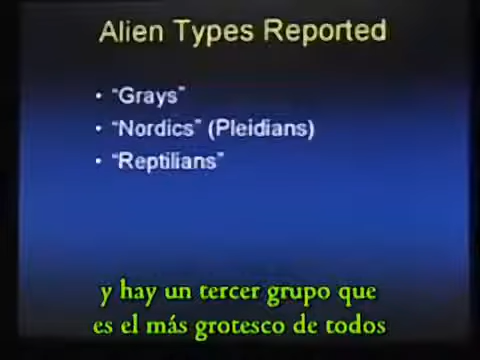 Alien Types Reported
• "Grays"
• "Nordics" (Pleidians)
• "Reptilians"
y hay un tercer grupo que
es el más grotesco de todos